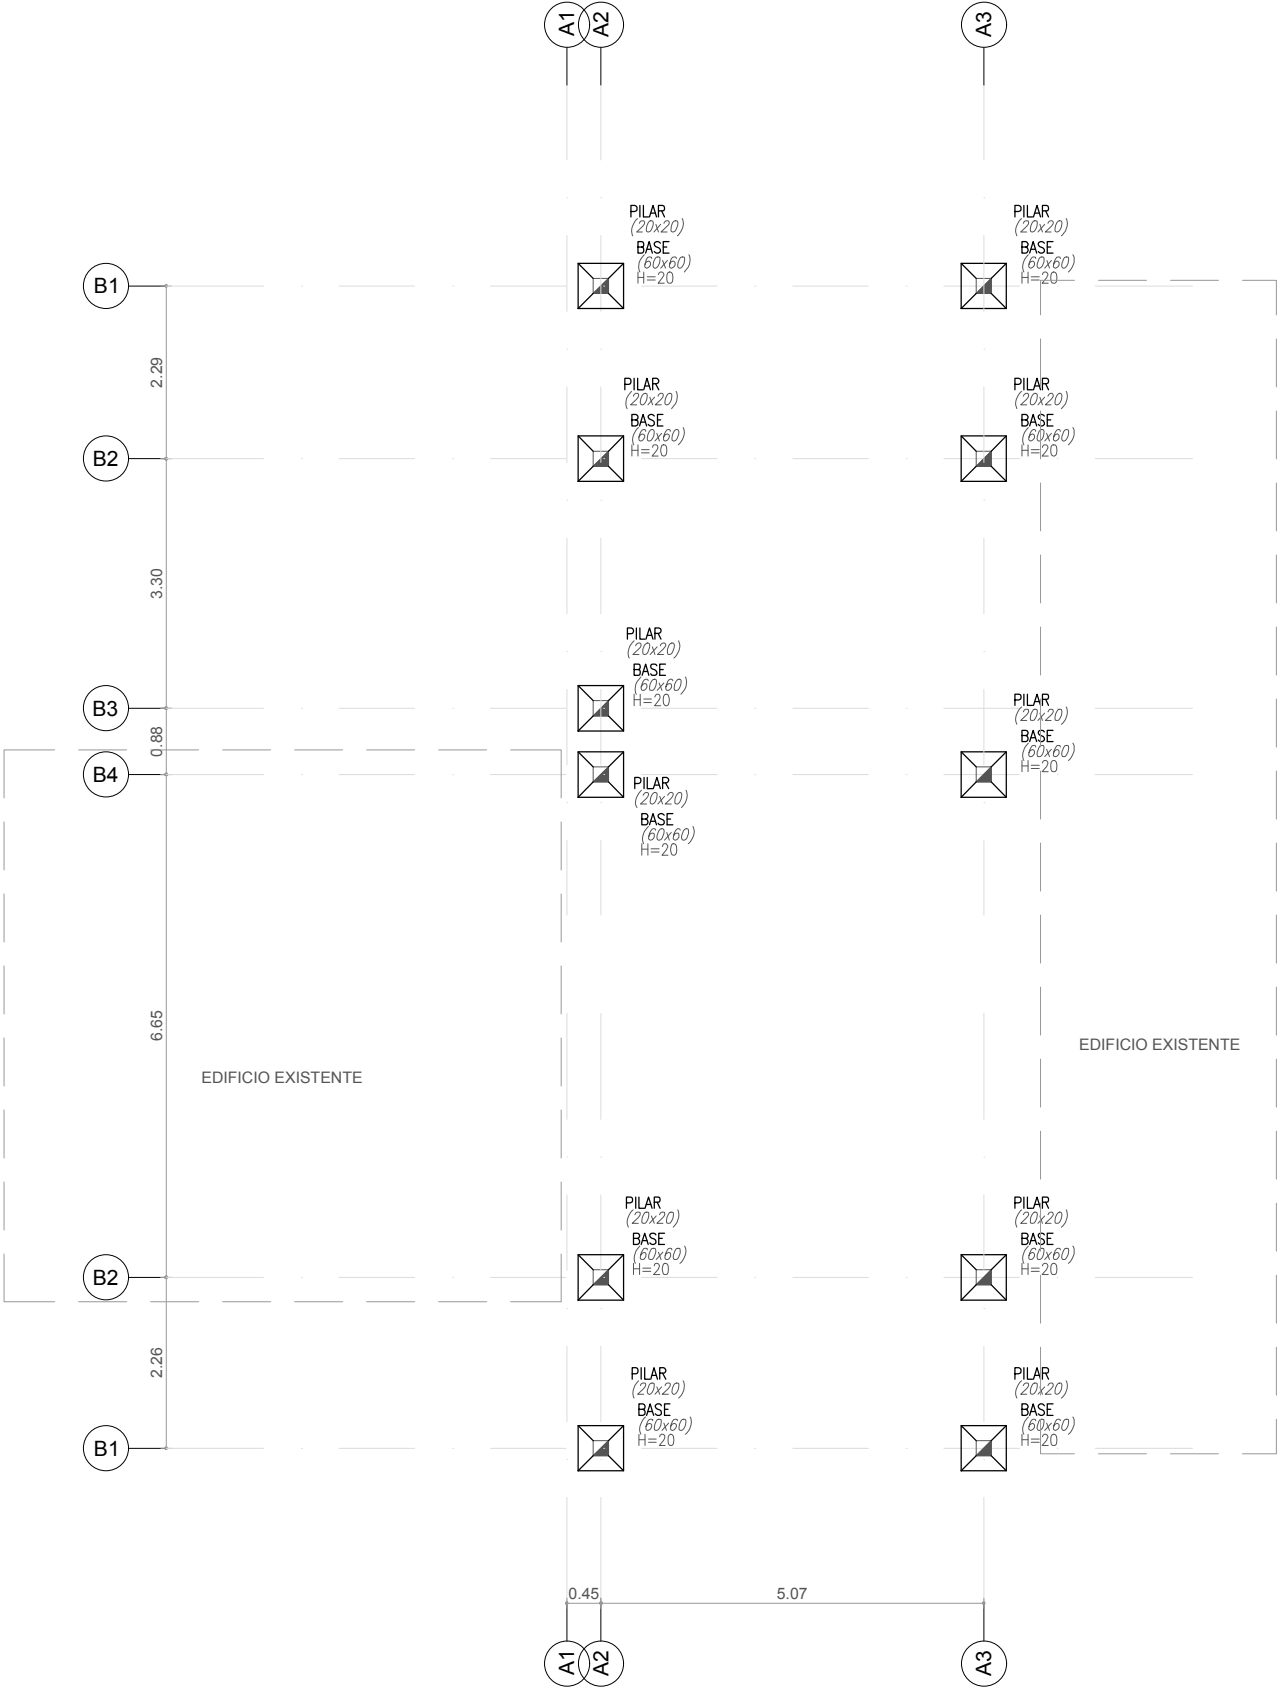 A1
A2
A3
PILAR
(20x20)
BASE
(60x60)
H=20
PILAR
(20x20)
BASE
(60x60)
H=20
B1
2.29
PILAR
(20x20)
BASE
(60x60)
H=20
PILAR
(20x20)
BASE
(60x60)
H=20
B2
3.30
PILAR
(20x20)
BASE
(60x60)
H=20
B3
PILAR
(20x20)
BASE
(60x60)
H=20
0.88
B4
PILAR
(20x20)
BASE
(60x60)
H=20
6.65
EDIFICIO EXISTENTE
EDIFICIO EXISTENTE
PILAR
(20x20)
BASE
(60x60)
H=20
PILAR
(20x20)
BASE
(60x60)
H=20
B2
2.26
PILAR
(20x20)
BASE
(60x60)
H=20
PILAR
(20x20)
BASE
(60x60)
H=20
B1
0.45
5.07
A1
A2
A3